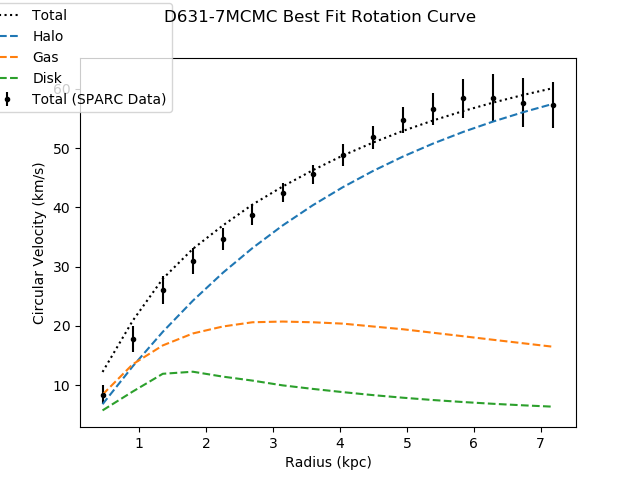 D631-7MCMC Best Fit Rotation Curve
Total
Halo
Gas
Disk
Total (SPARC Data)
Circular Velocity (km/s)
60
50
40
30
20
10
1 2 3 4 5 6 7
Radius (kpc)